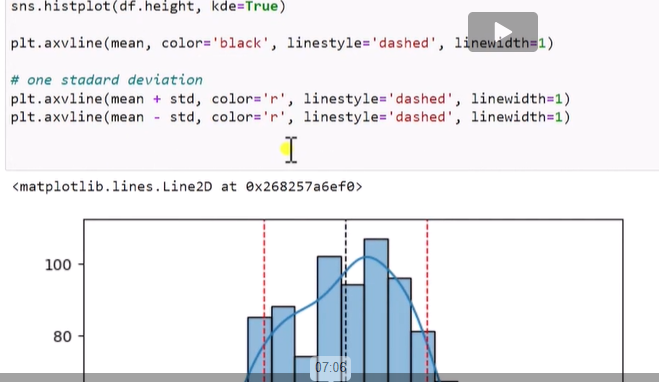 sns.histplot(df.height, kde=True)
plt.axvline(mean, color='black', linestyle='dashed', linewidth=1)
# one stadard deviation
plt.axvline(mean + std, color='r', linestyle='dashed', linewidth=1)
plt.axvline(mean - std, color='r', linestyle='dashed', linewidth=1)
<matplotlib.lines.Line2D at 0x268257a6ef0>
100
80
07:06